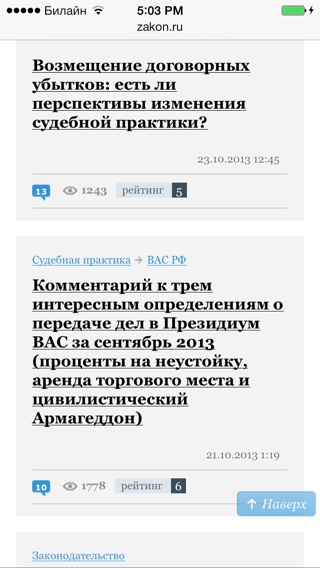 Билайн 5:03 PM
zakon.ru
Возмещение договорных
убытков: есть ли
перспективы изменения
судебной практики?
23.10.2013 12:45
13 1243 рейтинг 5
Судебная практика → ВАС РФ
Комментарий к трем
интересным определениям о
передаче дел в Президиум
ВАС за сентябрь 2013
(проценты на неустойку,
аренда торгового места и
цивилистический
Армагеддон)
21.10.2013 1:19
10 1778 рейтинг 6
↑ Наверх
Законодательство